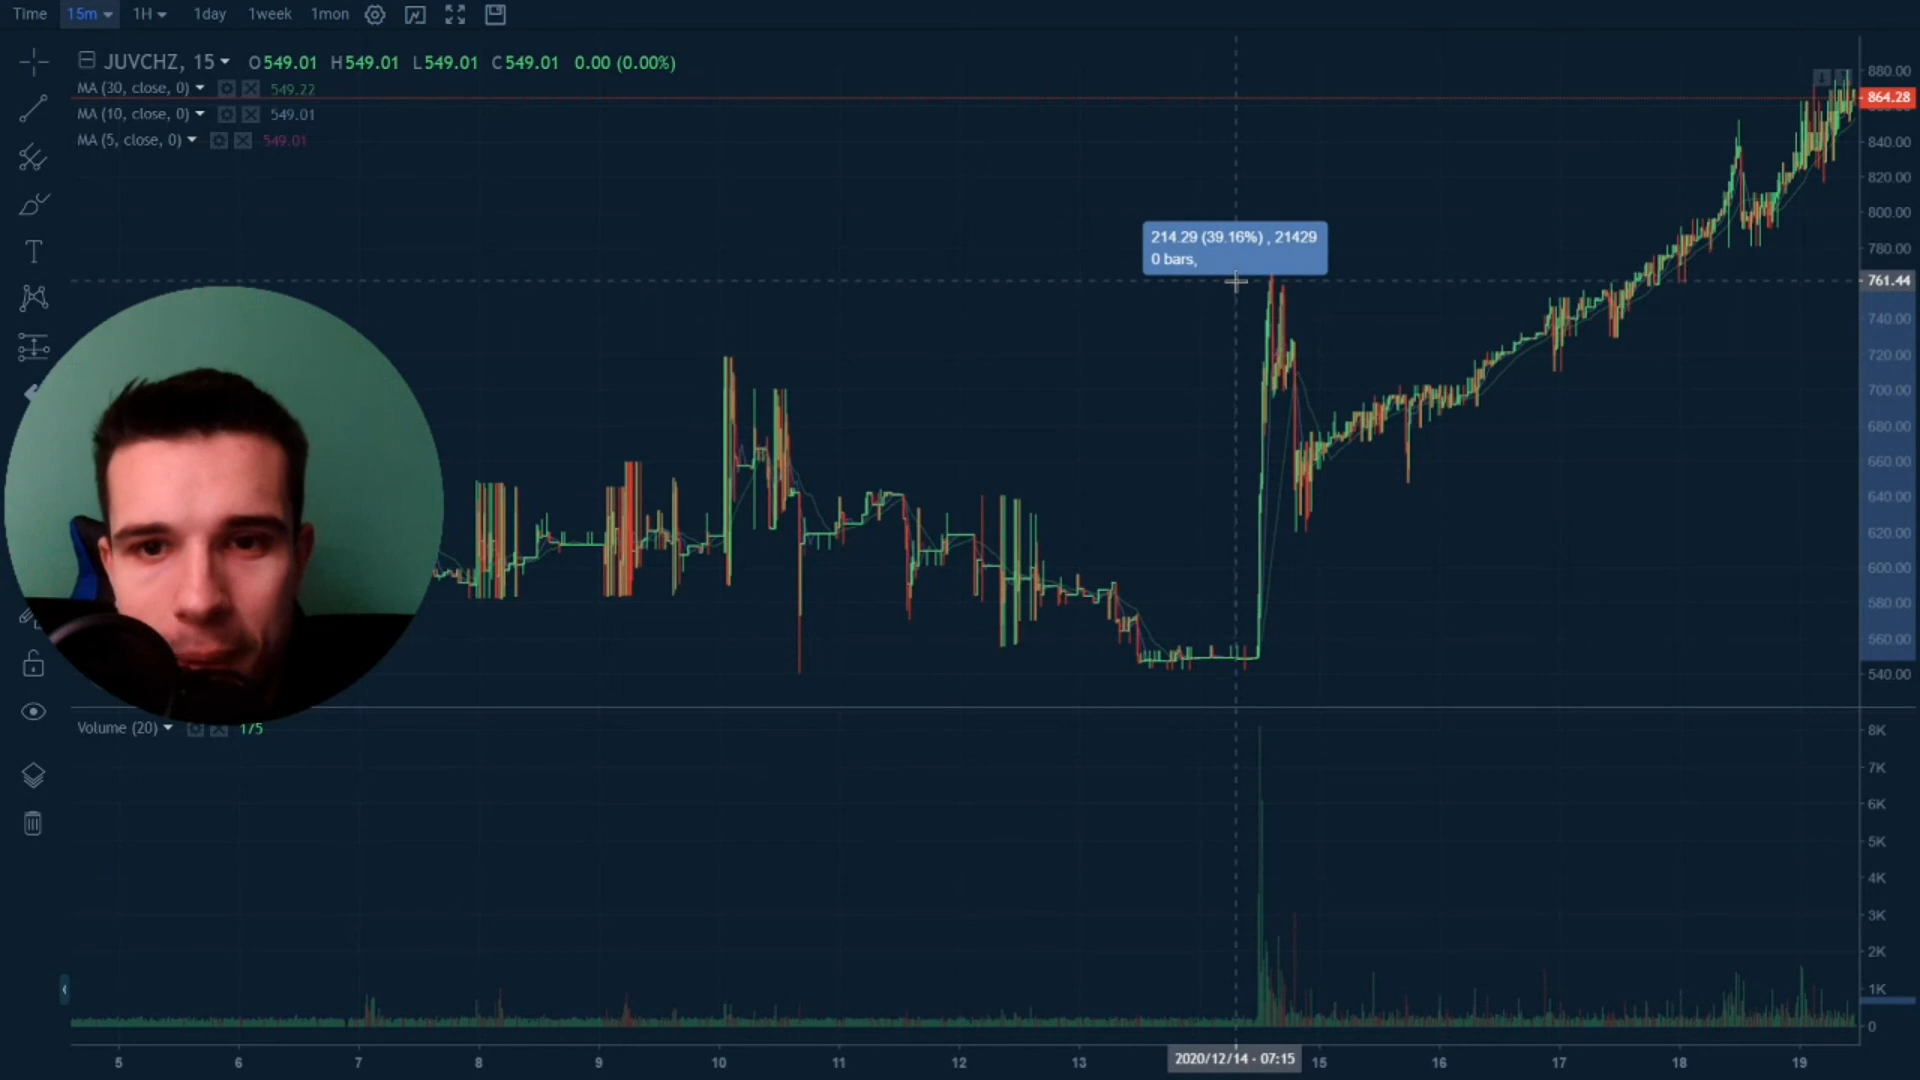 Time 15m 1H 1day 1week 1mon
JUVCHZ, 15 O549.01 H549.01 L549.01 C549.01 0.00 (0.00%)
MA (30, close, 0) 549.22
MA (10, close, 0) 549.01
MA (5, close, 0) 549.01
T
214.29 (39.16%) , 21429
0 bars,
880.00
864.28
840.00
820.00
800.00
780.00
761.44
740.00
720.00
700.00
680.00
660.00
640.00
620.00
600.00
580.00
560.00
540.00
Volume (20) 175
8K
7K
6K
5K
4K
3K
2K
1K
0
5 6 7 8 9 10 11 12 13 2020/12/14 - 07:15 15 16 17 18 19